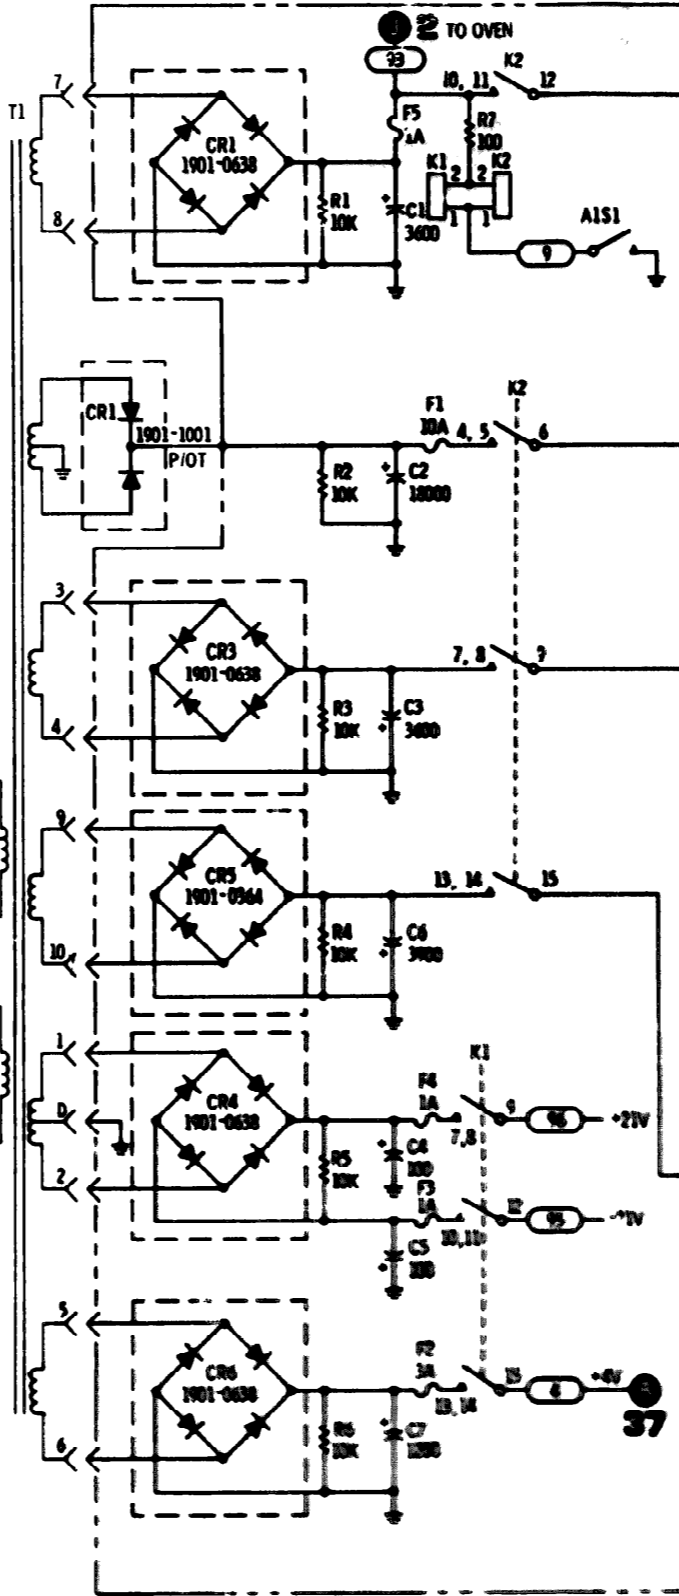 2 TO OVEN
93
7
T1
10, 11
K2
12
F5
R7
100
CR1
1901-0638
K1
2
2
K2
R1
10K
C1
3600
1
1
A1S1
8
9
CR1
1901-1001
P/OT
K2
F1
10A
4, 5
6
R2
10K
C2
18000
3
CR3
1901-0638
7, 8
9
R3
10K
C3
3600
4
9
CR5
1901-0364
13, 14
15
R4
10K
C6
10
1
K1
F4
1A
9
96
+21V
D
CR4
1901-0638
7,8
R5
10K
C4
100
2
F3
1A
12
95
10,11
C5
100
5
F2
3A
CR6
1901-0638
15
4
+4V
13,14
37
R6
10K
C7
6